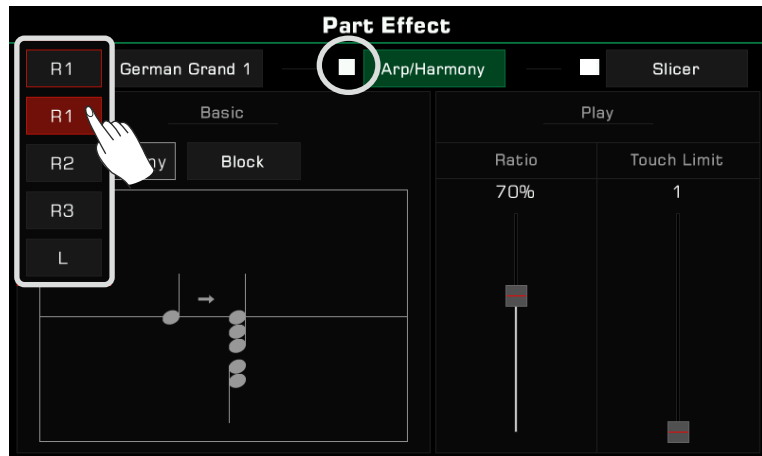 Part Effect
R1 German Grand 1 Arp/Harmony Slicer
R1 Basic Play
R2 Block Ratio Touch Limit
70% 1
R3
L